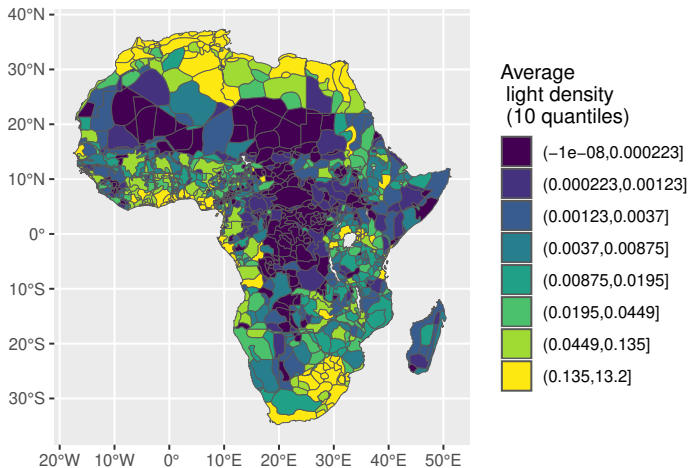 40°N
30°N
20°N
10°N
0°
10°S
20°S
30°S
20°W 10°W 0° 10°E 20°E 30°E 40°E 50°E
Average
light density
(10 quantiles)
(−1e−08,0.000223]
(0.000223,0.00123]
(0.00123,0.0037]
(0.0037,0.00875]
(0.00875,0.0195]
(0.0195,0.0449]
(0.0449,0.135]
(0.135,13.2]